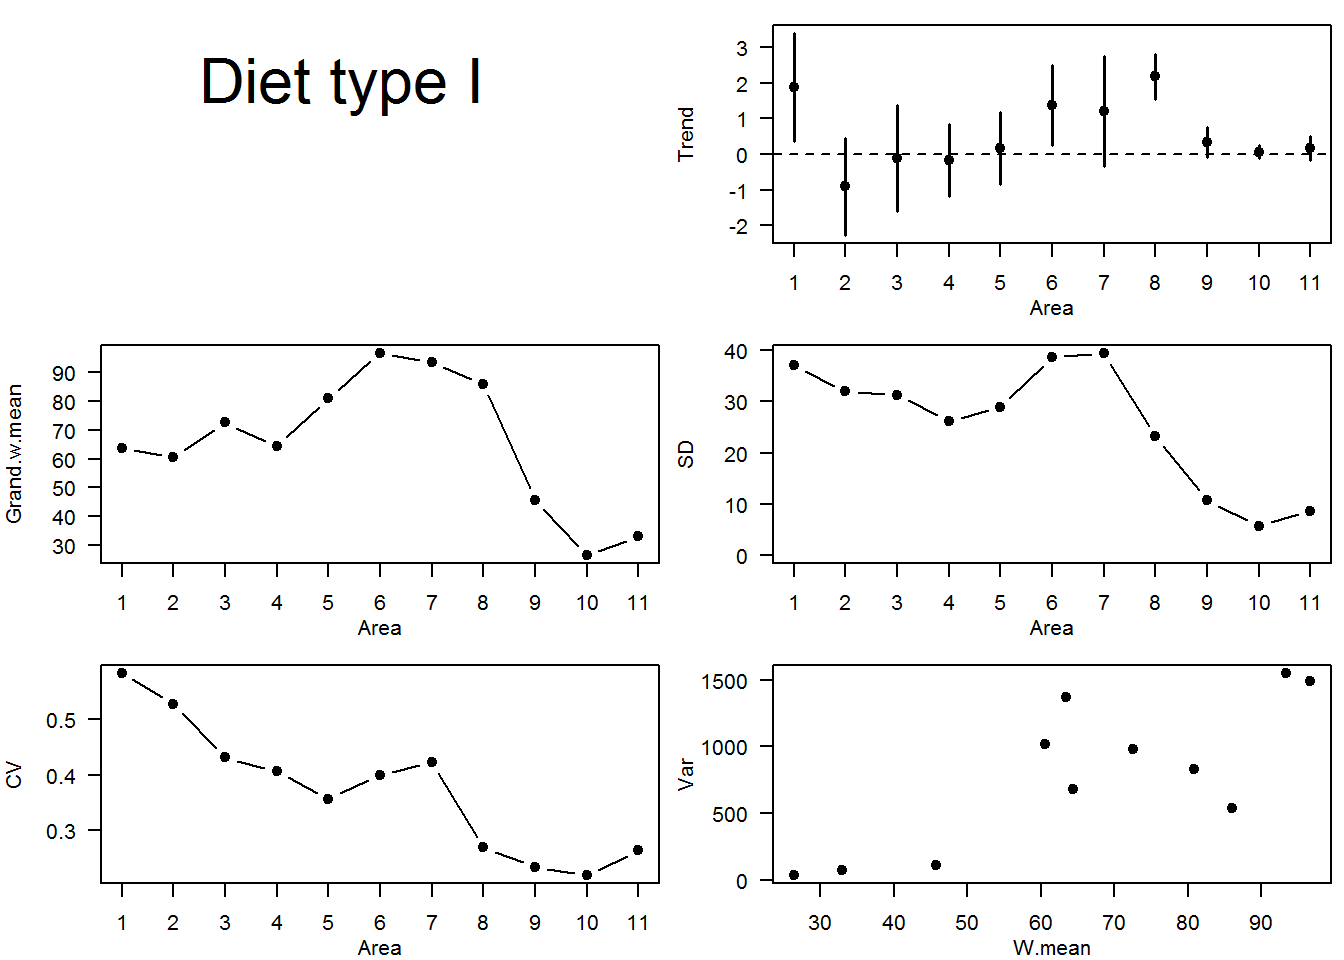 Diet type I
Trend
3
2
1
0
-1
-2
1 2 3 4 5 6 7 8 9 10 11
Area
Grand.w.mean
90
80
70
60
50
40
30
1 2 3 4 5 6 7 8 9 10 11
Area
SD
40
30
20
10
0
1 2 3 4 5 6 7 8 9 10 11
Area
CV
0.5
0.4
0.3
1 2 3 4 5 6 7 8 9 10 11
Area
Var
1500
1000
500
0
30 40 50 60 70 80 90
W.mean